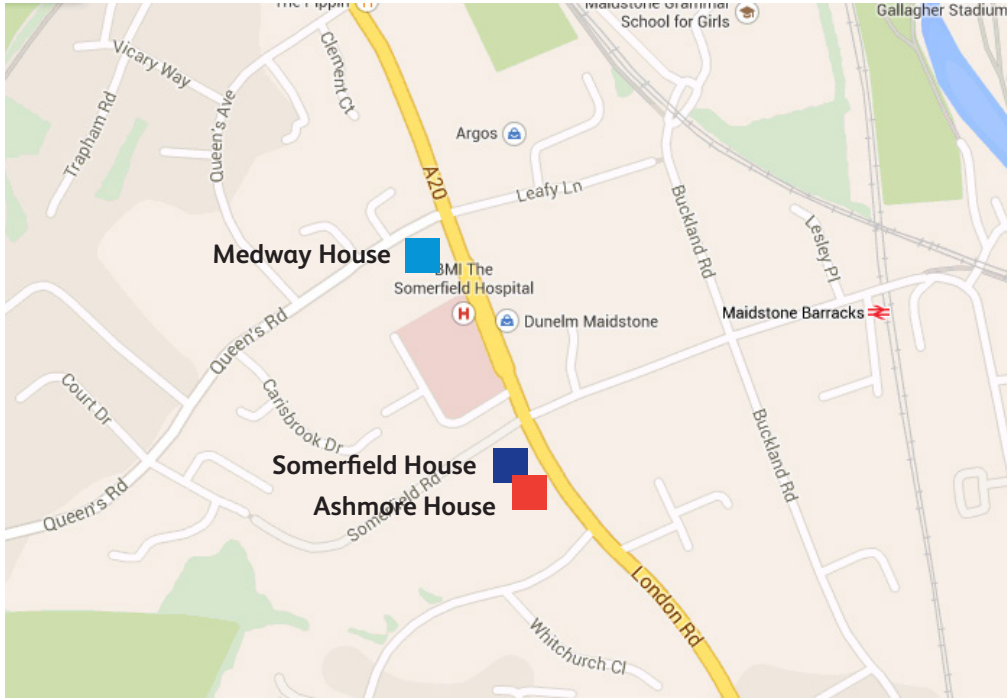 The Pippin
Maidstone Grammar
School for Girls
Gallagher Stadium
Vicary Way
Clement Ct
Trapham Rd
Queen's Ave
Argos
A20
Leafy Ln
Buckland Rd
Lesley Pl
Medway House
BMI The
Somerfield Hospital
H
Dunelm Maidstone
Maidstone Barracks
Queen's Rd
Carisbrook Dr
Court Dr
Buckland Rd
Somerfield House
Ashmore House
Somerfield Rd
Queen's Rd
London Rd
Whitchurch Cl